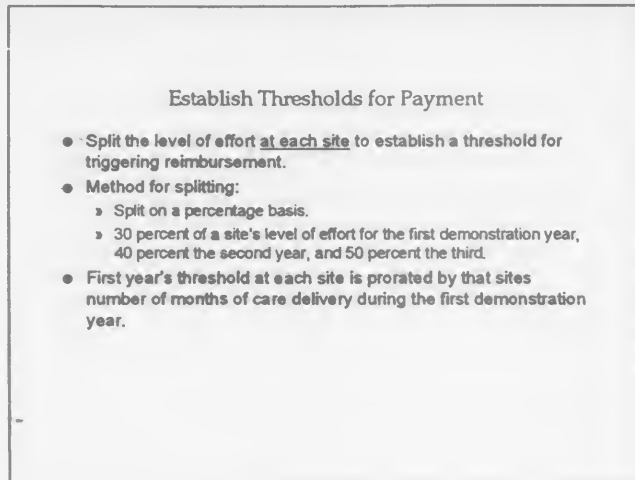 Establish Thresholds for Payment
● Split the level of effort at each site to establish a threshold for
triggering reimbursement.
● Method for splitting:
» Split on a percentage basis.
» 30 percent of a site's level of effort for the first demonstration year,
40 percent the second year, and 50 percent the third.
● First year's threshold at each site is prorated by that sites
number of months of care delivery during the first demonstration
year.